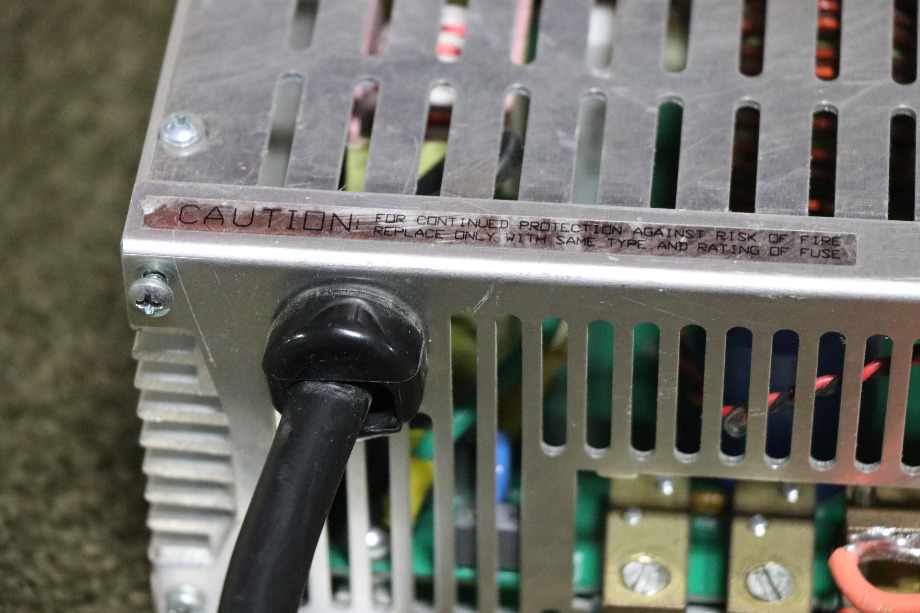 CAUTION: FOR CONTINUED PROTECTION AGAINST RISK OF FIRE
REPLACE ONLY WITH SAME TYPE AND RATING OF FUSE